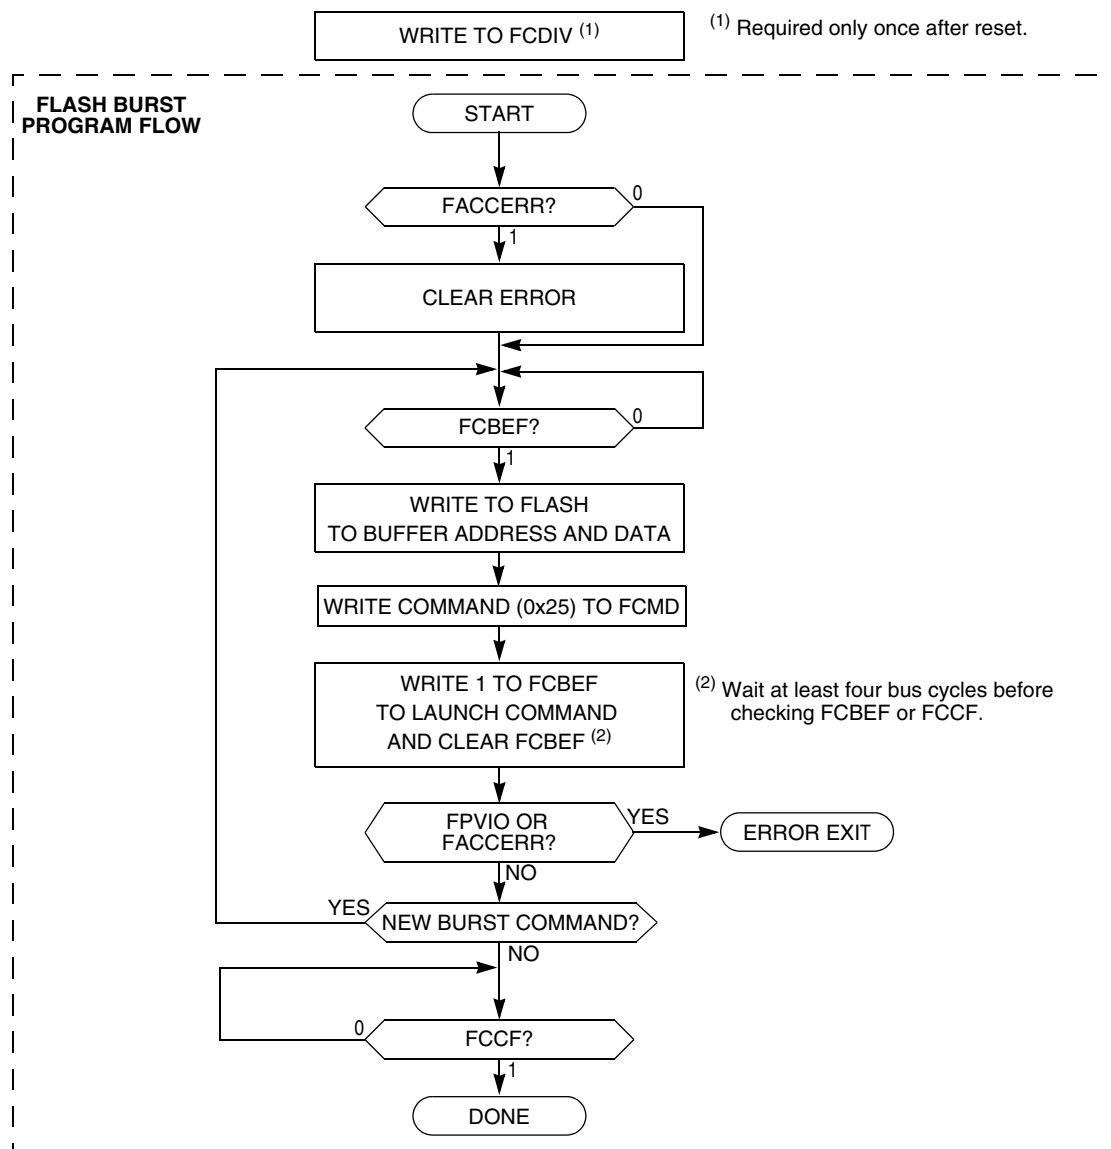 WRITE TO FCDIV (1)
(1) Required only once after reset.
FLASH BURST
PROGRAM FLOW
START
FACCERR?
0
1
CLEAR ERROR
FCBEF?
0
1
WRITE TO FLASH
TO BUFFER ADDRESS AND DATA
WRITE COMMAND (0x25) TO FCMD
WRITE 1 TO FCBEF
TO LAUNCH COMMAND
AND CLEAR FCBEF (2)
(2) Wait at least four bus cycles before
checking FCBEF or FCCF.
FPVIO OR
FACCERR?
YES
ERROR EXIT
NO
YES
NEW BURST COMMAND?
NO
0
FCCF?
1
DONE